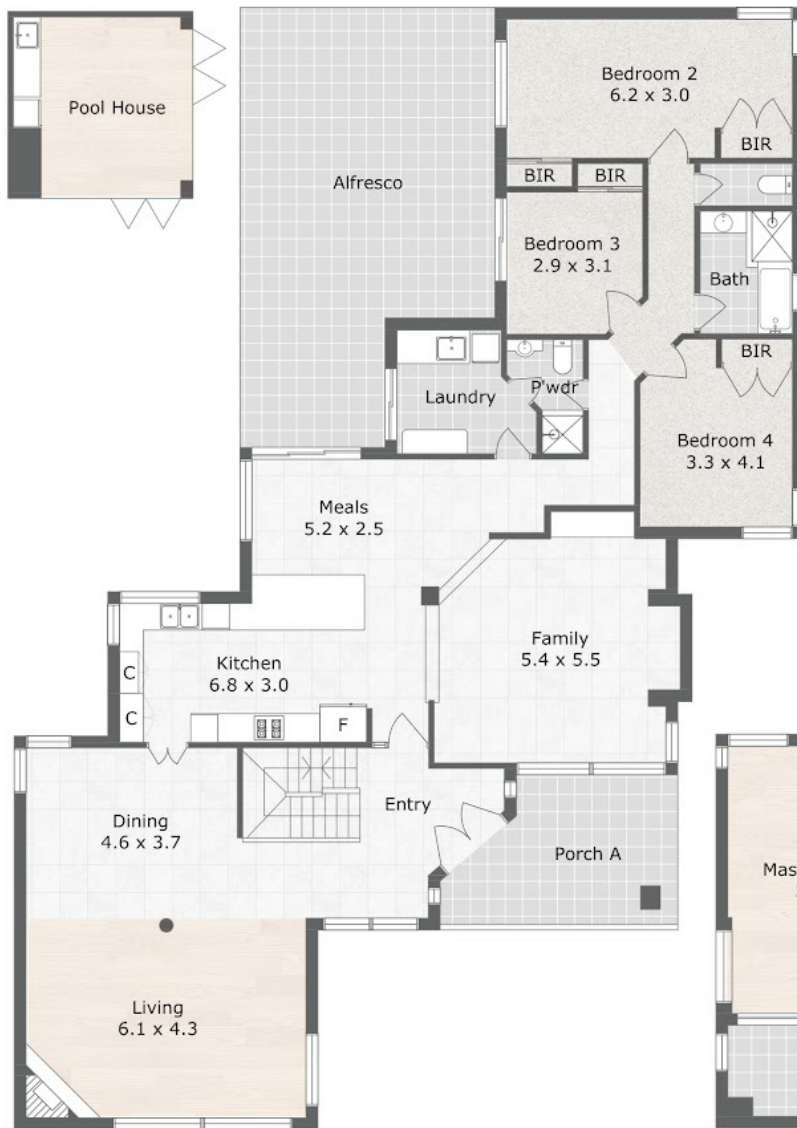 Pool House
Alfresco
Bedroom 2
6.2 x 3.0
BIR
BIR
BIR
Bedroom 3
2.9 x 3.1
Bath
Laundry
P'wdr
BIR
Bedroom 4
3.3 x 4.1
Meals
5.2 x 2.5
Family
5.4 x 5.5
Kitchen
6.8 x 3.0
C
C
F
Dining
4.6 x 3.7
Entry
Porch A
Mas
Living
6.1 x 4.3